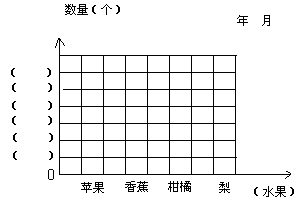 数量（个）
年 月
（ ）
（ ）
（ ）
（ ）
（ ）
（ ）
0
苹果 香蕉 柑橘 梨 （水果）